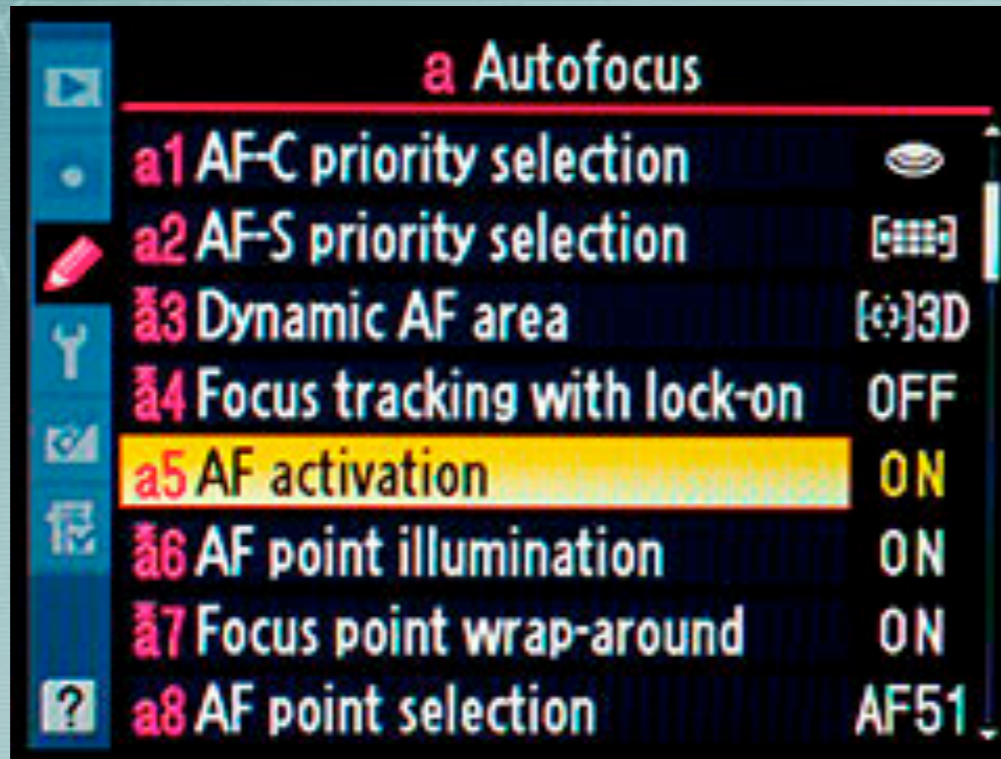 a Autofocus
a1 AF-C priority selection
a2 AF-S priority selection
a3 Dynamic AF area [ ]3D
a4 Focus tracking with lock-on OFF
a5 AF activation ON
a6 AF point illumination ON
a7 Focus point wrap-around ON
? a8 AF point selection AF51